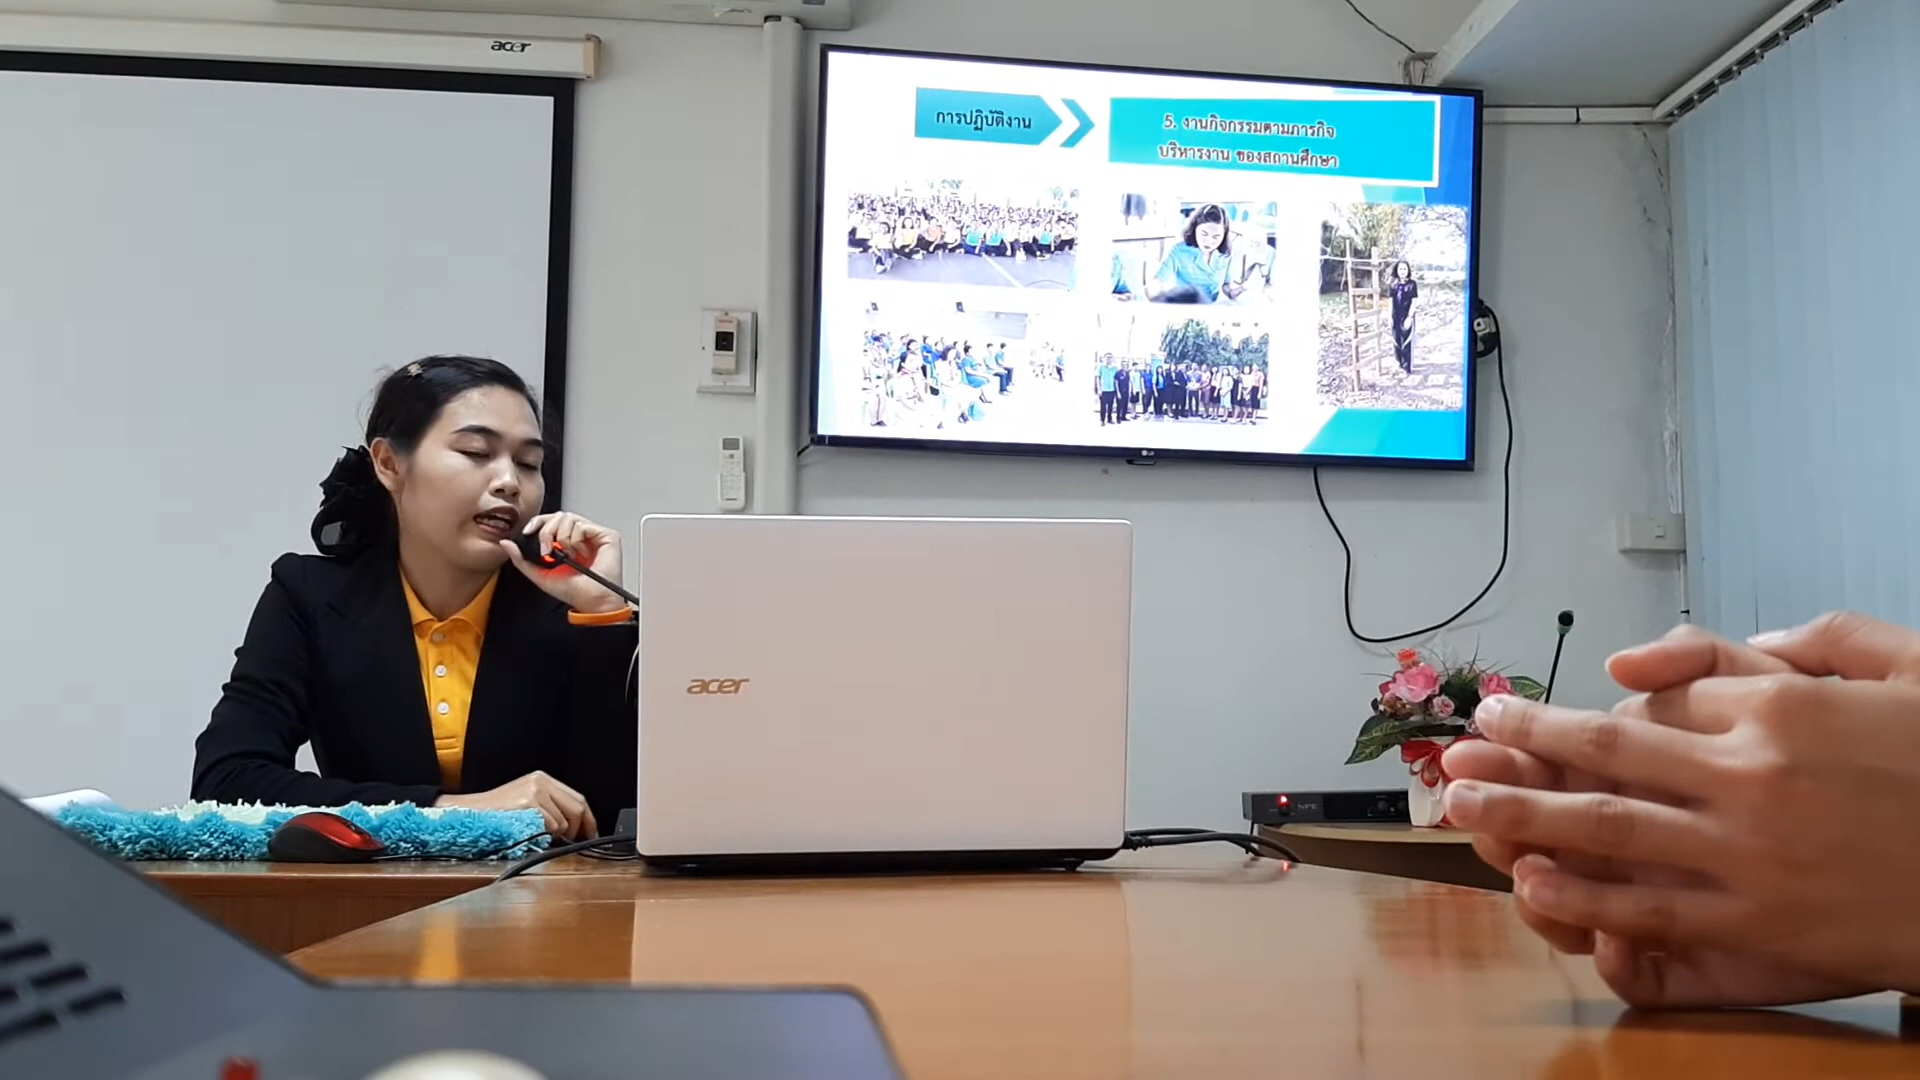 acer
การปฏิบัติงาน
5. งานกิจกรรมตามภารกิจ
บริหารงาน ของสถานศึกษา
LG
acer
NPE